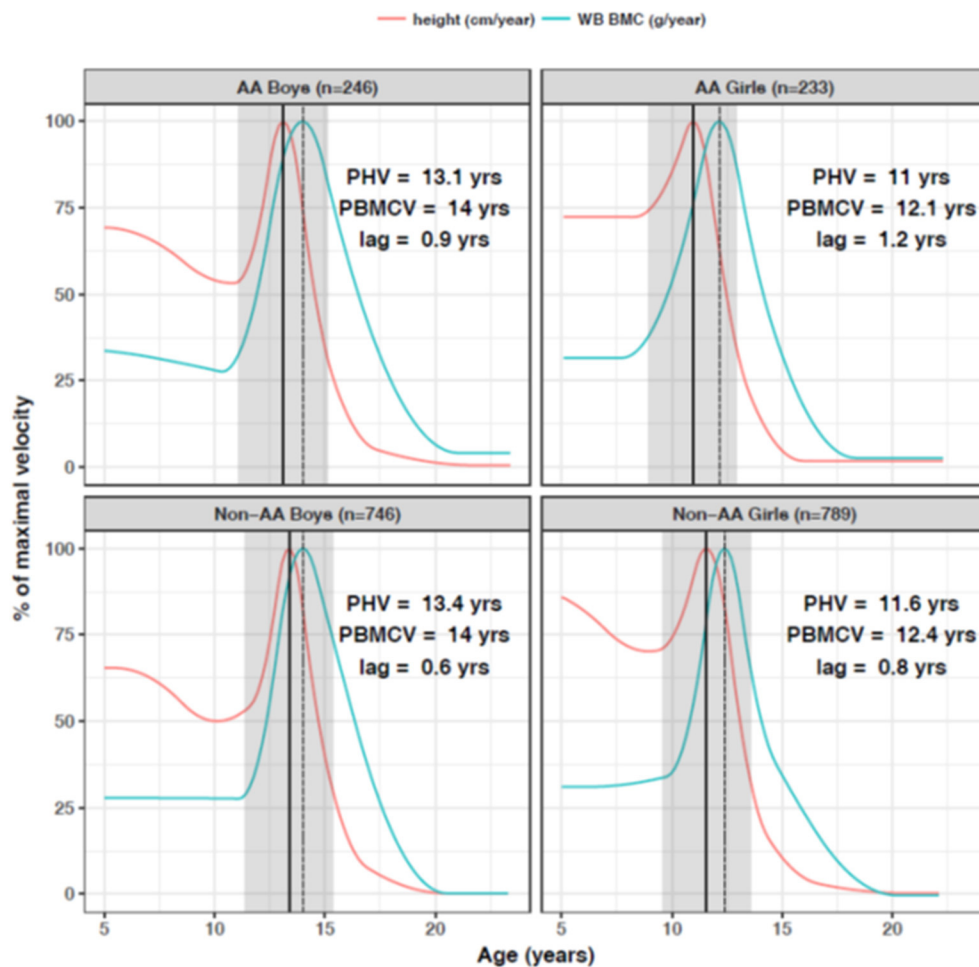 height (cm/year) WB BMC (g/year)
AA Boys (n=246)
AA Girls (n=233)
100
75
50
25
0
PHV = 13.1 yrs
PBMCV = 14 yrs
lag = 0.9 yrs
PHV = 11 yrs
PBMCV = 12.1 yrs
lag = 1.2 yrs
% of maximal velocity
Non-AA Boys (n=746)
Non-AA Girls (n=789)
100
75
50
25
0
PHV = 13.4 yrs
PBMCV = 14 yrs
lag = 0.6 yrs
PHV = 11.6 yrs
PBMCV = 12.4 yrs
lag = 0.8 yrs
5 10 15 20
5 10 15 20
Age (years)